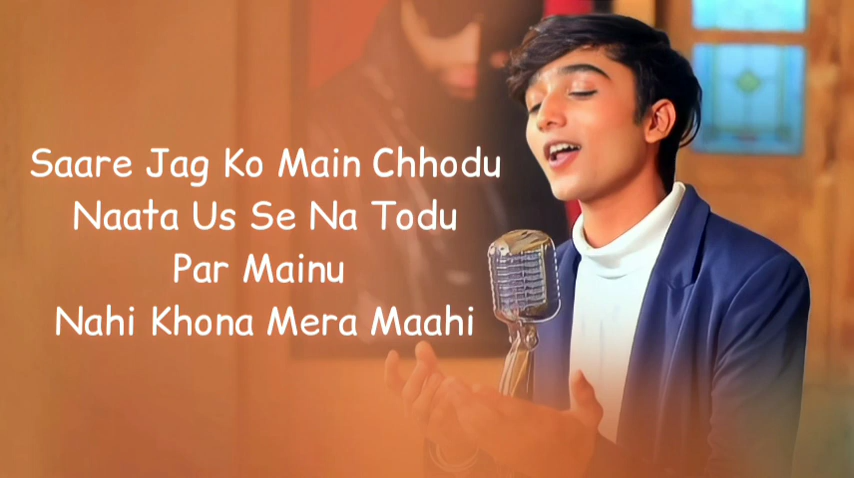 Saare Jag Ko Main Chhodu
Naata Us Se Na Todu
Par Mainu
Nahi Khona Mera Maahi